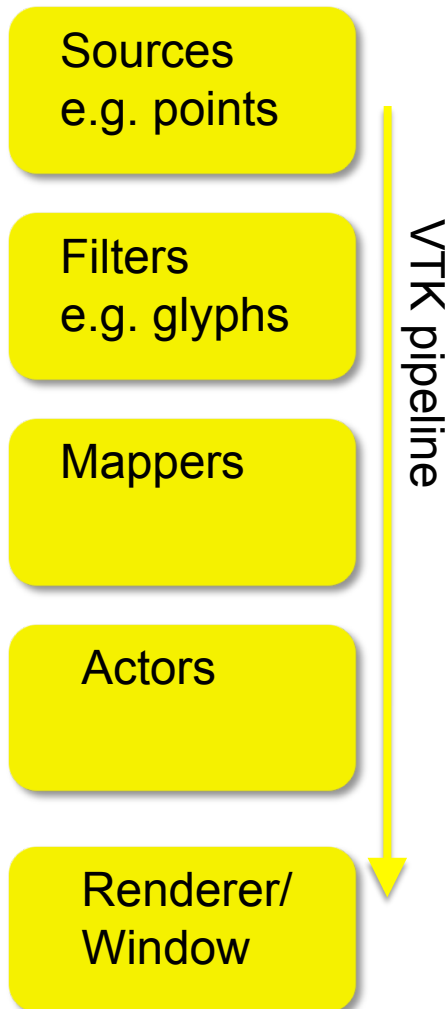 Sources
e.g. points
Filters
e.g. glyphs
Mappers
Actors
Renderer/
Window
VTK pipeline